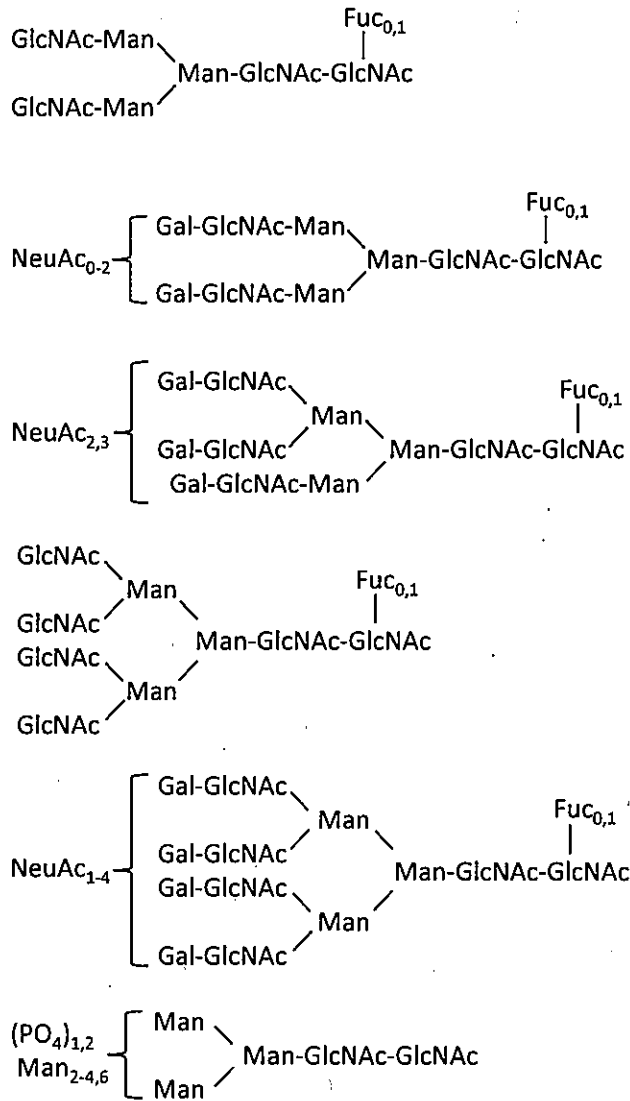 Fuc0,1
GlcNAc-Man
Man-GlcNAc-GlcNAc
GlcNAc-Man
Fuc0,1
Gal-GlcNAc-Man
NeuAc0-2
Man-GlcNAc-GlcNAc
Gal-GlcNAc-Man
Gal-GlcNAc
Fuc0,1
Man
NeuAc2,3
Gal-GlcNAc
Man-GlcNAc-GlcNAc
Gal-GlcNAc-Man
GlcNAc
Fuc0,1
Man
GlcNAc
Man-GlcNAc-GlcNAc
GlcNAc
Man
GlcNAc
Gal-GlcNAc
Fuc0,1
Man
Gal-GlcNAc
NeuAc1-4
Man-GlcNAc-GlcNAc
Gal-GlcNAc
Man
Gal-GlcNAc
(PO4)1,2
Man
Man2-4,6
Man-GlcNAc-GlcNAc
Man